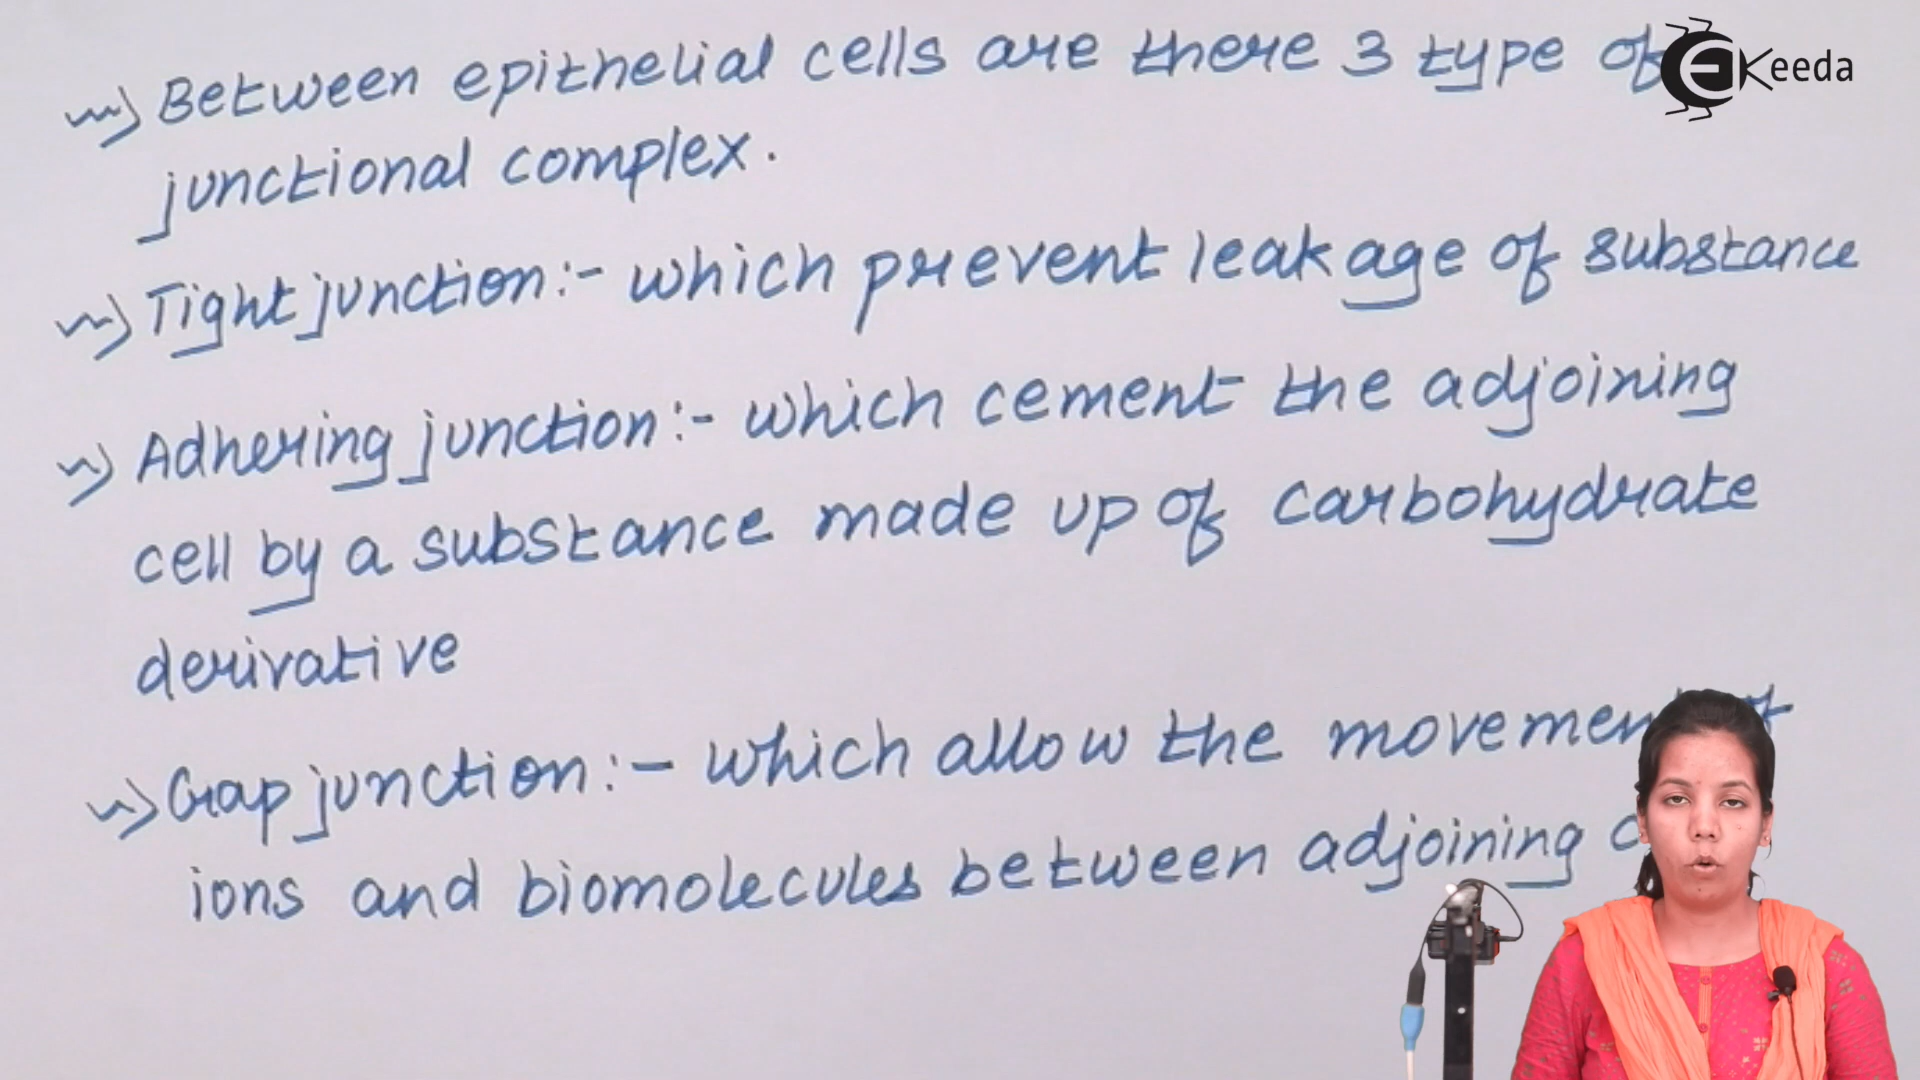 Between epithelial cells are there 3 type of
junctional complex.
Tight junction:- which prevent leakage of substance
Adhering junction:- which cement the adjoining
cell by a substance made up of carbohydrate
derivative
Gap junction:- which allow the movement of
ions and biomolecules between adjoining
EKeeda